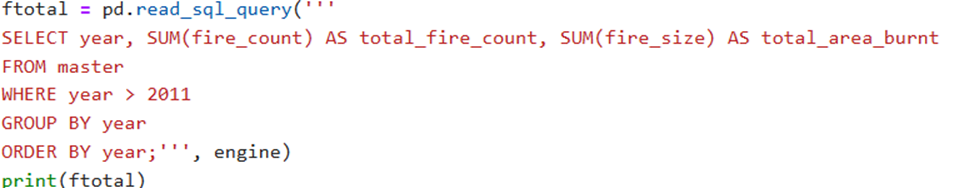 ftotal = pd.read_sql_query('''
SELECT year, SUM(fire_count) AS total_fire_count, SUM(fire_size) AS total_area_burnt
FROM master
WHERE year > 2011
GROUP BY year
ORDER BY year;''', engine)
print(ftotal)